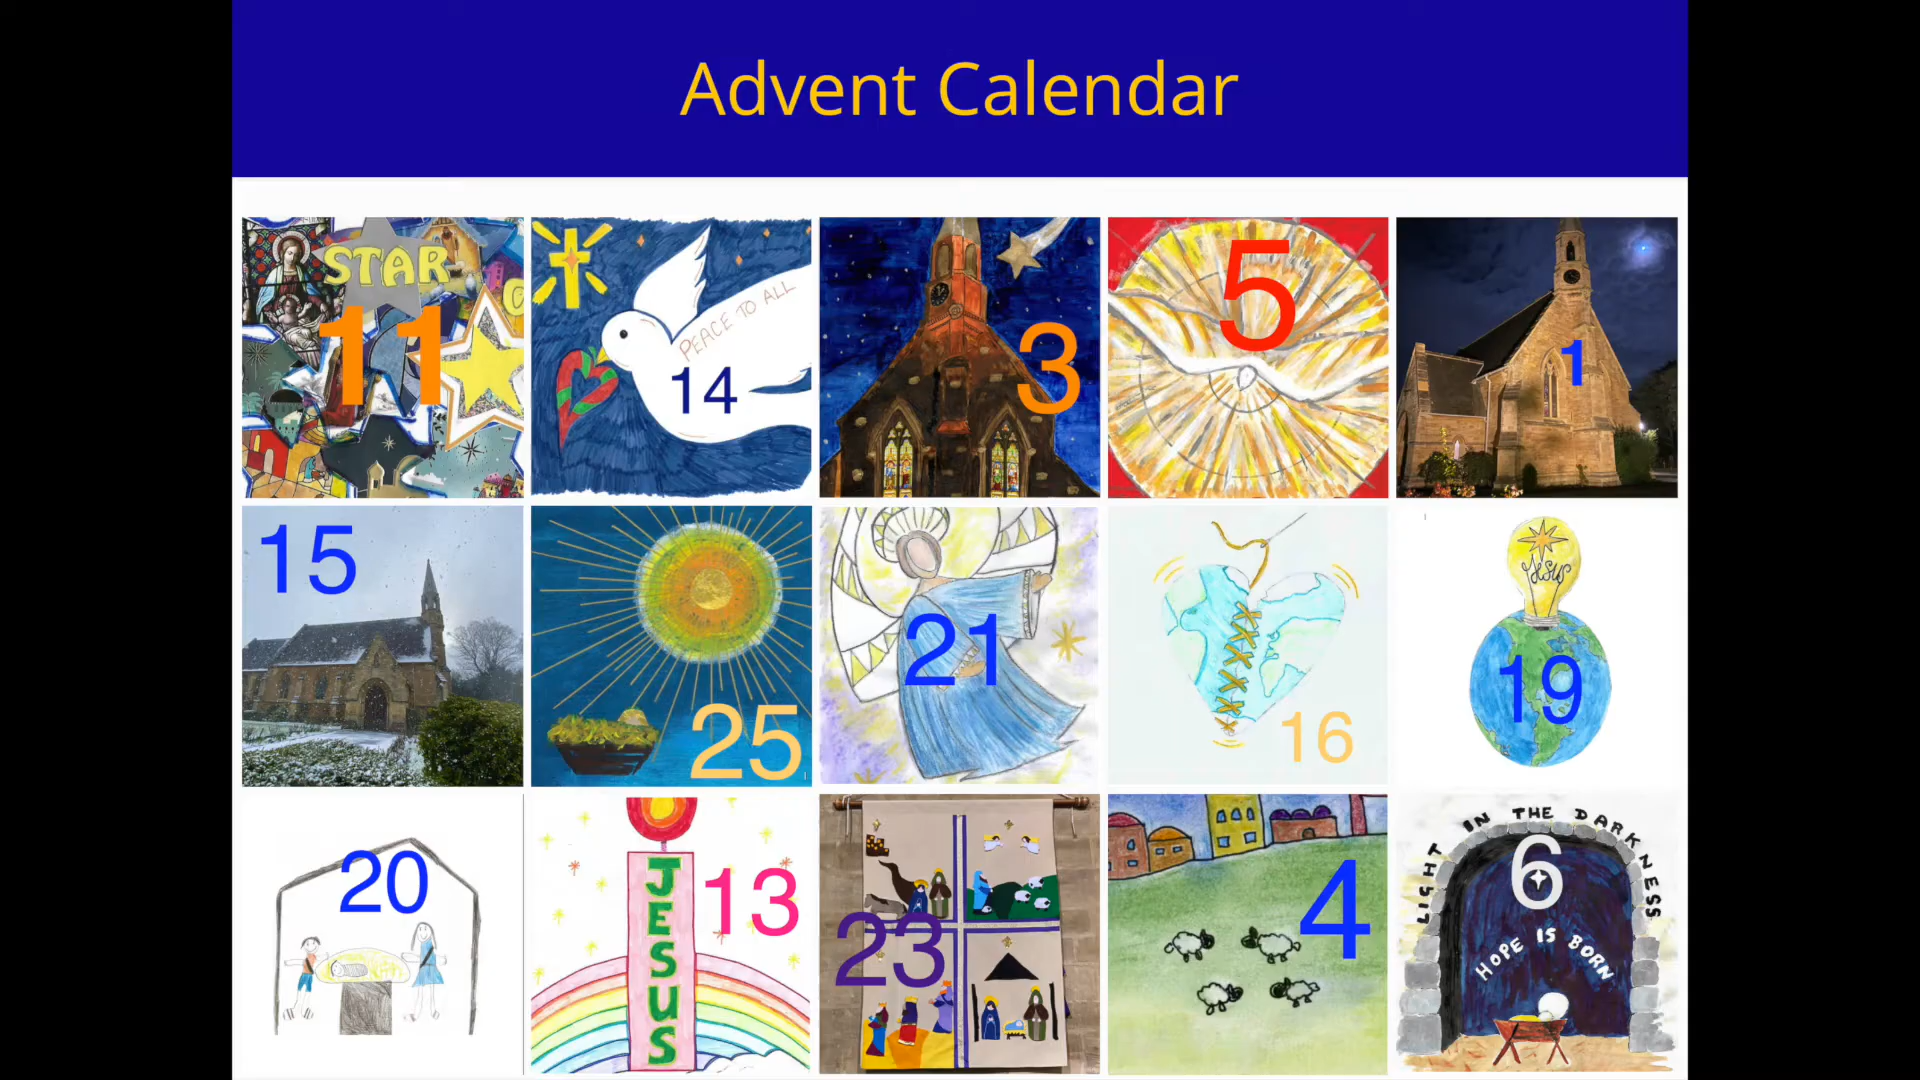 Advent Calendar
STAR
11
PEACE TO ALL
14
3
5
1
15
25
21
16
Jesus
19
20
JESUS
13
23
4
LIGHT IN THE DARKNESS
6
HOPE IS BORN